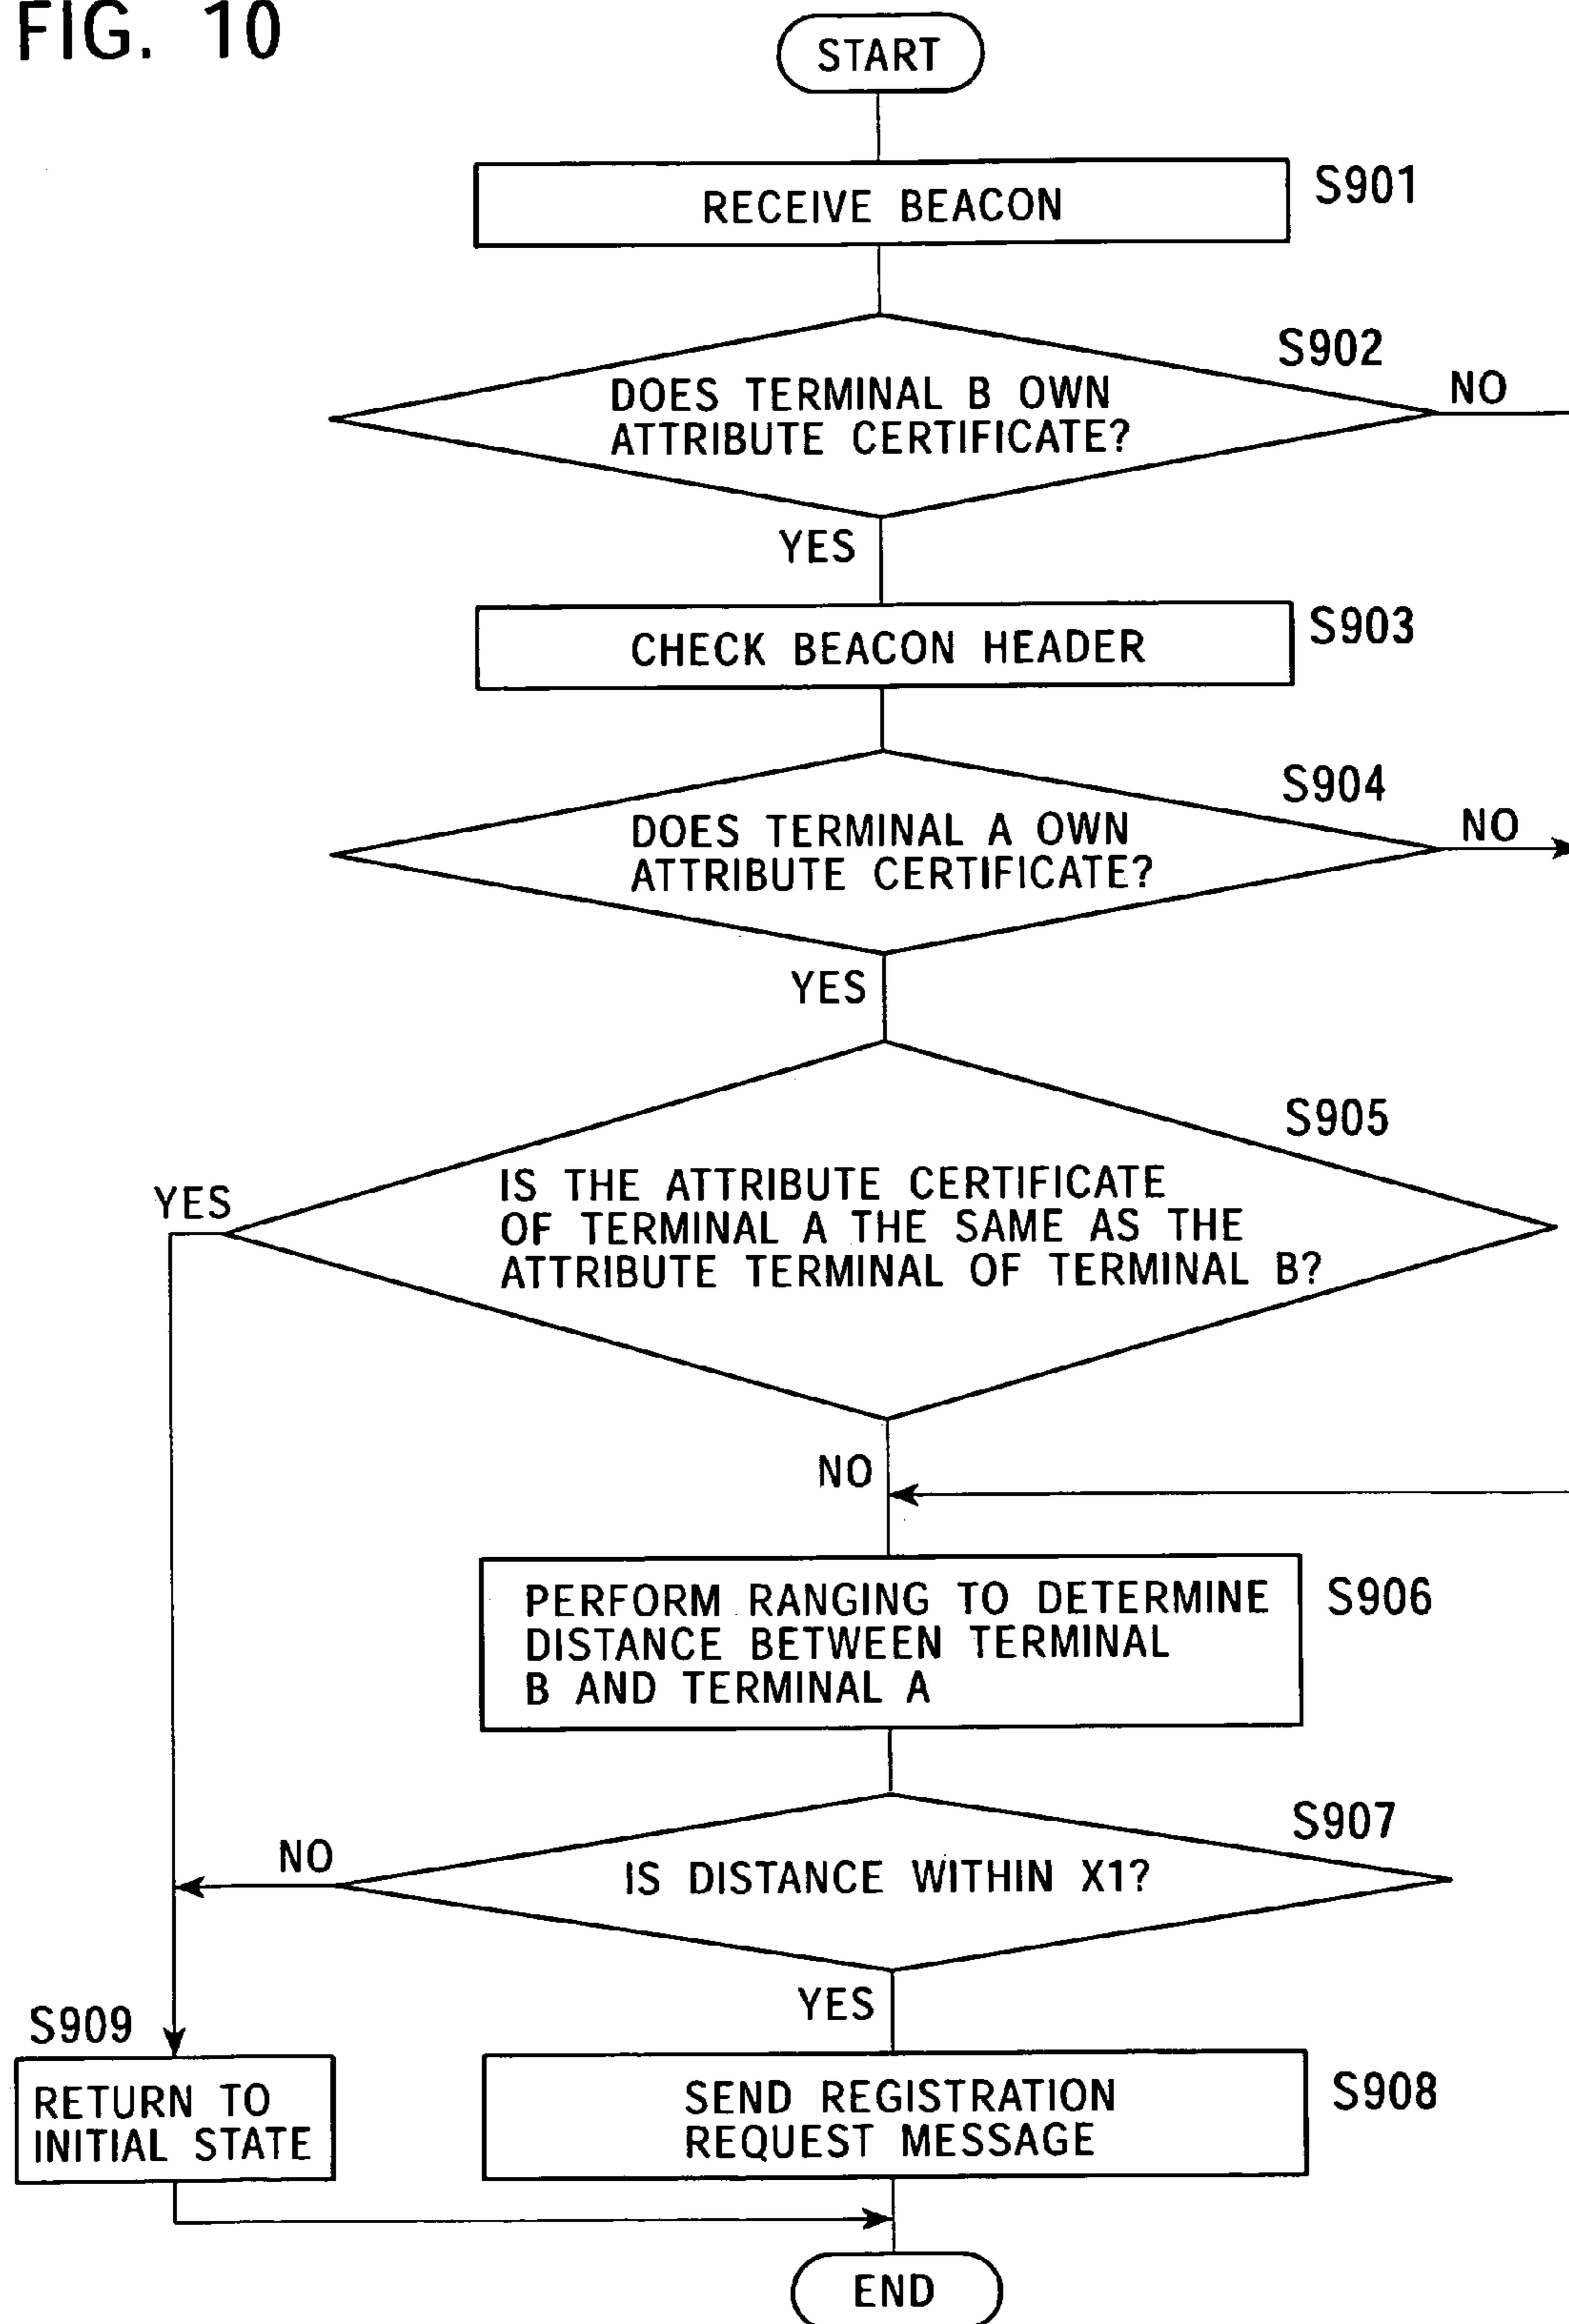 FIG. 10
START
RECEIVE BEACON
S901
S902
DOES TERMINAL B OWN
ATTRIBUTE CERTIFICATE?
NO
YES
CHECK BEACON HEADER
S903
S904
DOES TERMINAL A OWN
ATTRIBUTE CERTIFICATE?
NO
YES
S905
IS THE ATTRIBUTE CERTIFICATE
OF TERMINAL A THE SAME AS THE
ATTRIBUTE TERMINAL OF TERMINAL B?
YES
NO
PERFORM RANGING TO DETERMINE
DISTANCE BETWEEN TERMINAL
B AND TERMINAL A
S906
S907
IS DISTANCE WITHIN X1?
NO
YES
S909
RETURN TO
INITIAL STATE
SEND REGISTRATION
REQUEST MESSAGE
S908
END